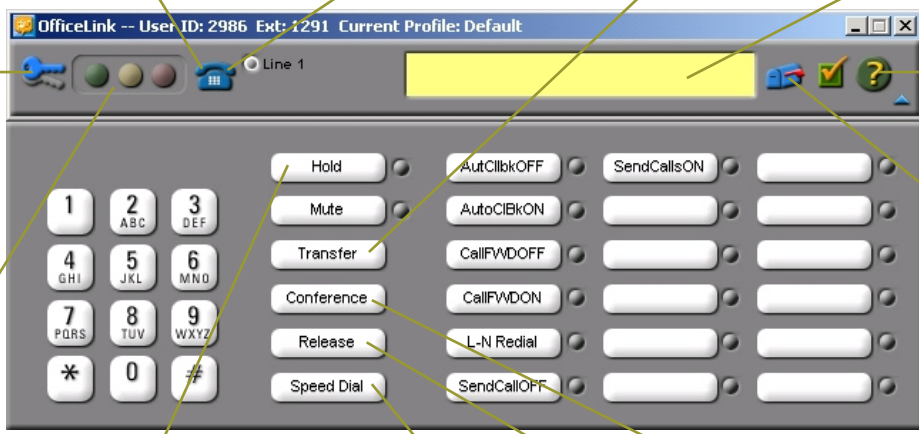 OfficeLink -- User ID: 2986 Ext: 1291 Current Profile: Default
Line 1
?
Hold
AutCllbkOFF
SendCallsON
1
2
ABC
3
DEF
Mute
AutoClBkON
4
GHI
5
JKL
6
MNO
Transfer
CallFWDOFF
Conference
CallFWDON
7
PQRS
8
TUV
9
WXYZ
Release
L-N Redial
*
0
#
Speed Dial
SendCallOFF